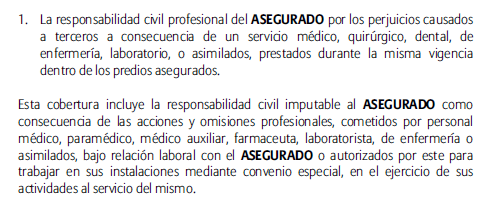 1. La responsabilidad civil profesional del ASEGURADO por los perjuicios causados
a terceros a consecuencia de un servicio médico, quirúrgico, dental, de
enfermería, laboratorio, o asimilados, prestados durante la misma vigencia
dentro de los predios asegurados.
Esta cobertura incluye la responsabilidad civil imputable al ASEGURADO como
consecuencia de las acciones y omisiones profesionales, cometidos por personal
médico, paramédico, médico auxiliar, farmaceuta, laboratorista, de enfermería o
asimilados, bajo relación laboral con el ASEGURADO o autorizados por este para
trabajar en sus instalaciones mediante convenio especial, en el ejercicio de sus
actividades al servicio del mismo.